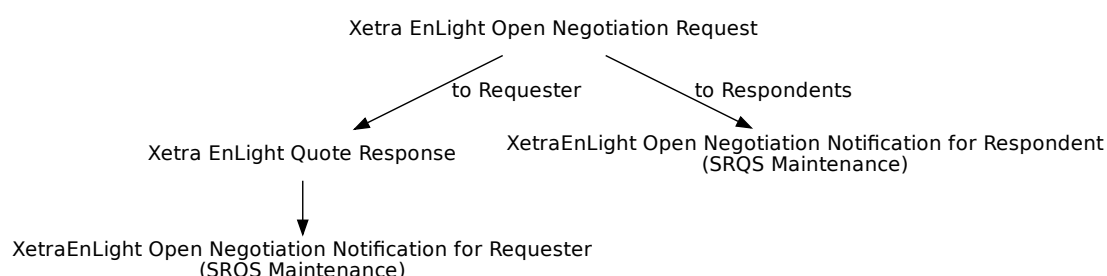 Xetra EnLight Open Negotiation Request
to Requester
to Respondents
Xetra EnLight Quote Response
XetraEnLight Open Negotiation Notification for Respondent
(SRQS Maintenance)
XetraEnLight Open Negotiation Notification for Requester
(SRQS Maintenance)